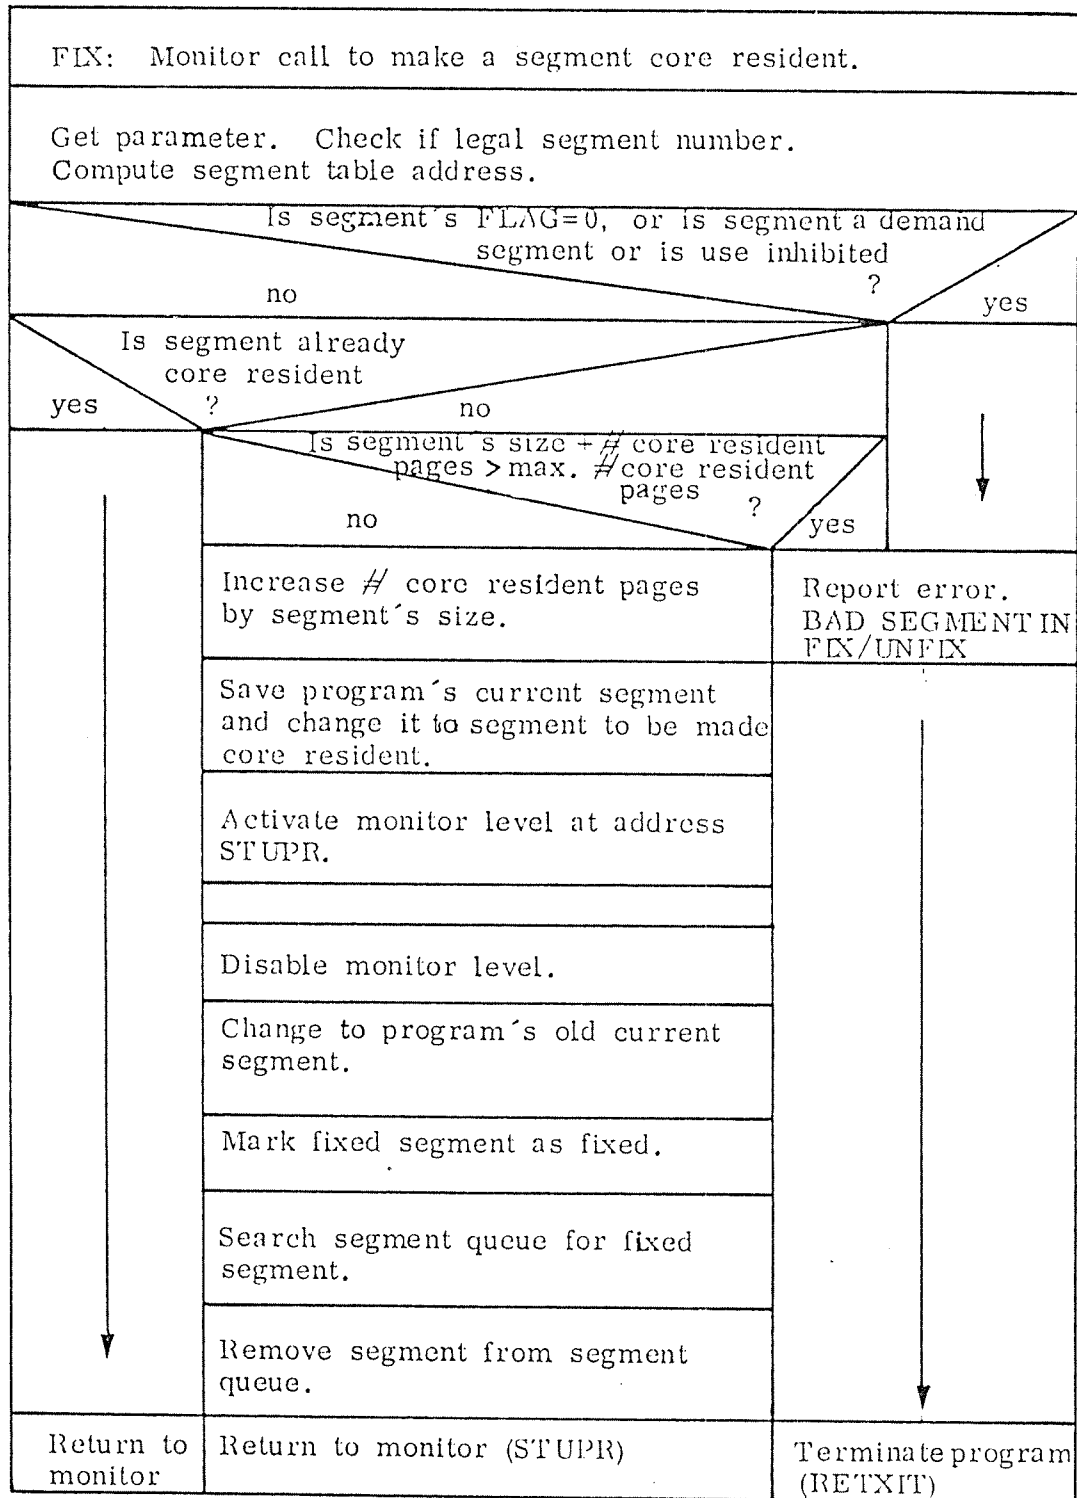 FIX: Monitor call to make a segment core resident.
Get parameter. Check if legal segment number.
Compute segment table address.
Is segment´s FLAG=0, or is segment a demand
segment or is use inhibited
?
no
yes
Is segment already
core resident
?
yes
no
Is segment´s size + # core resident
pages > max. # core resident
pages
?
no
yes
Increase # core resident pages
by segment´s size.
Report error.
BAD SEGMENT IN
FIX/UNFIX
Save program´s current segment
and change it to segment to be made
core resident.
Activate monitor level at address
STUPR.
Disable monitor level.
Change to program´s old current
segment.
Mark fixed segment as fixed.
Search segment queue for fixed
segment.
Remove segment from segment
queue.
Return to
monitor
Return to monitor (STUPR)
Terminate program
(RETXIT)